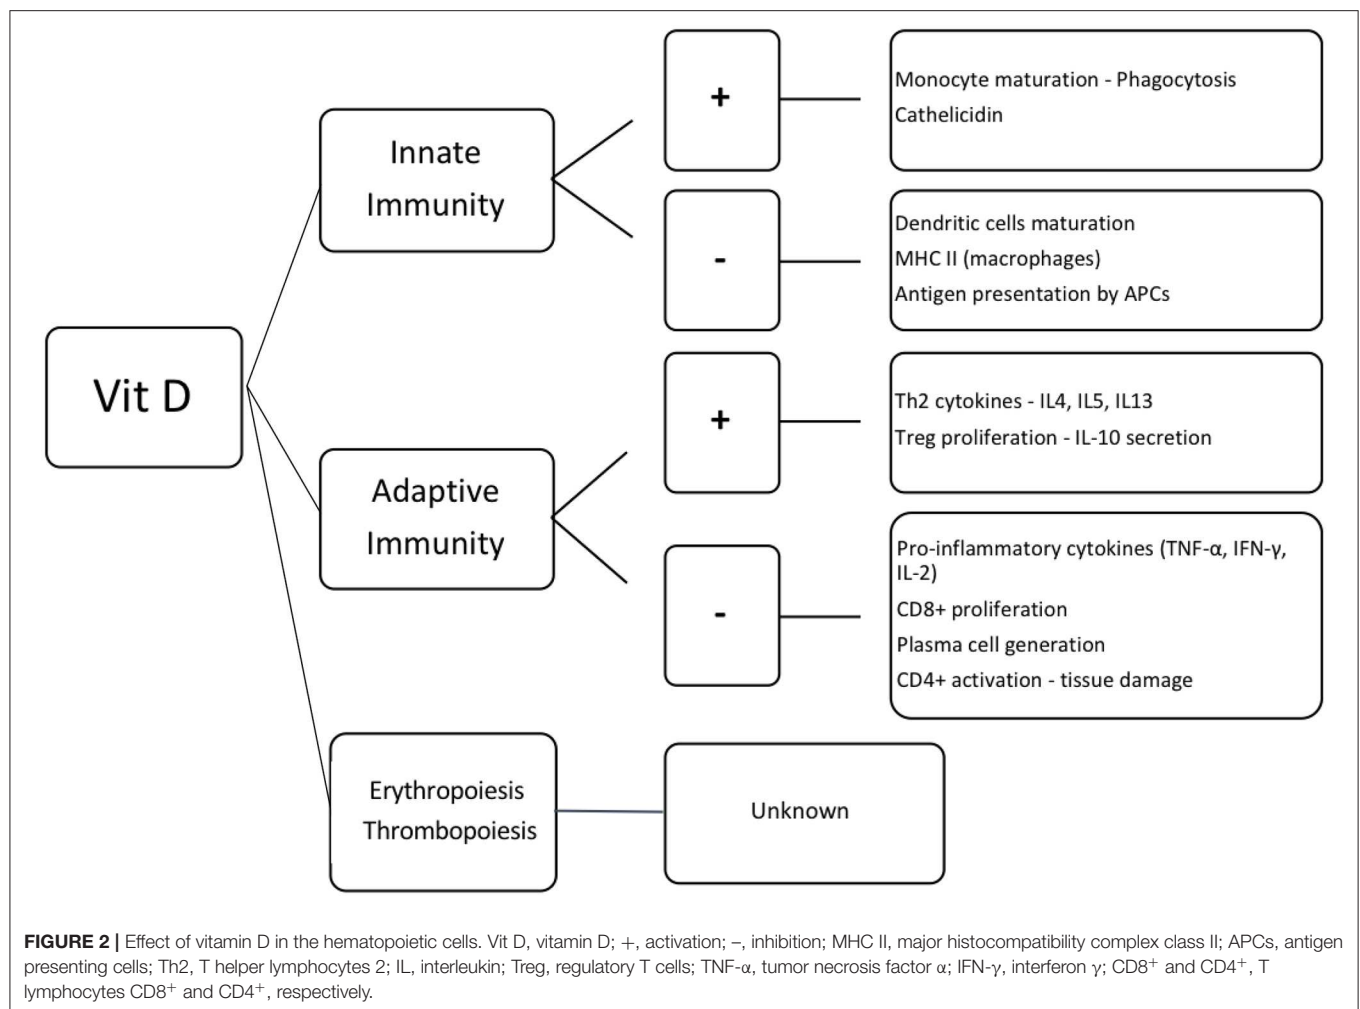 Vit D
Innate
Immunity
+
Monocyte maturation - Phagocytosis
Cathelicidin
-
Dendritic cells maturation
MHC II (macrophages)
Antigen presentation by APCs
Adaptive
Immunity
+
Th2 cytokines - IL4, IL5, IL13
Treg proliferation - IL-10 secretion
-
Pro-inflammatory cytokines (TNF-α, IFN-γ,
IL-2)
CD8+ proliferation
Plasma cell generation
CD4+ activation - tissue damage
Erythropoiesis
Thrombopoiesis
Unknown
FIGURE 2 | Effect of vitamin D in the hematopoietic cells. Vit D, vitamin D; +, activation; –, inhibition; MHC II, major histocompatibility complex class II; APCs, antigen
presenting cells; Th2, T helper lymphocytes 2; IL, interleukin; Treg, regulatory T cells; TNF-α, tumor necrosis factor α; IFN-γ, interferon γ; CD8+ and CD4+, T
lymphocytes CD8+ and CD4+, respectively.